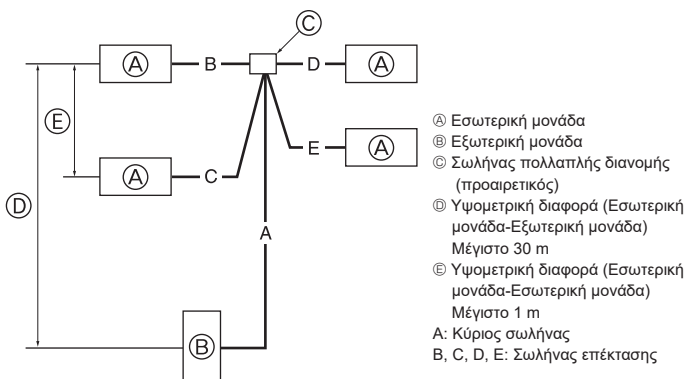 Ⓒ
Ⓐ B D Ⓐ
Ⓔ
Ⓐ C E Ⓐ
Ⓓ
A
Ⓑ
Ⓐ Εσωτερική μονάδα
Ⓑ Εξωτερική μονάδα
Ⓒ Σωλήνας πολλαπλής διανομής
(προαιρετικός)
Ⓓ Υψομετρική διαφορά (Εσωτερική
μονάδα-Εξωτερική μονάδα)
Μέγιστο 30 m
Ⓔ Υψομετρική διαφορά (Εσωτερική
μονάδα-Εσωτερική μονάδα)
Μέγιστο 1 m
A: Κύριος σωλήνας
B, C, D, E: Σωλήνας επέκτασης